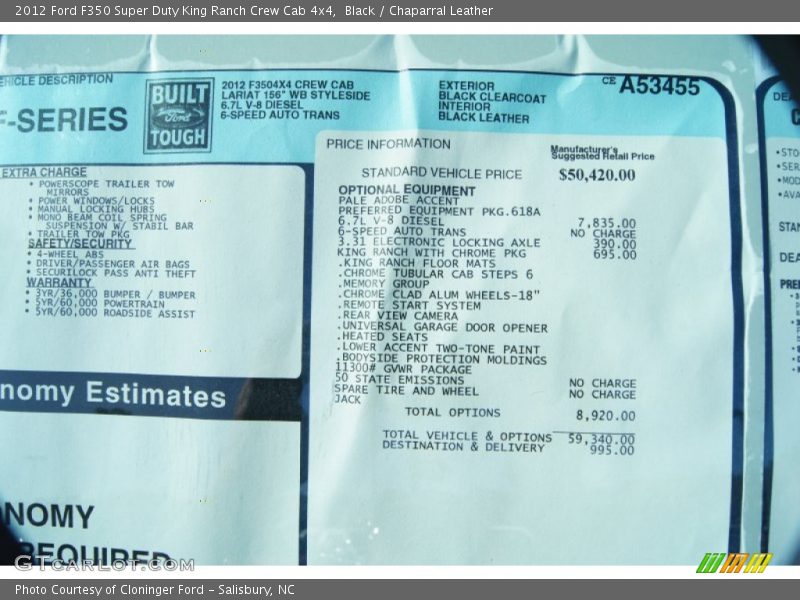 2012 Ford F350 Super Duty King Ranch Crew Cab 4x4,  Black / Chaparral Leather
VEHICLE DESCRIPTION
F-SERIES
BUILT
Ford
TOUGH
2012 F3504X4 CREW CAB
LARIAT 156" WB STYLESIDE
6.7L V-8 DIESEL
6-SPEED AUTO TRANS
EXTERIOR
BLACK CLEARCOAT
INTERIOR
BLACK LEATHER
CE A53455
EXTRA CHARGE
• POWERSCOPE TRAILER TOW
MIRRORS
• POWER WINDOWS/LOCKS
• MANUAL LOCKING HUBS
• MONO BEAM COIL SPRING
SUSPENSION W/ STABIL BAR
• TRAILER TOW PKG
SAFETY/SECURITY
• 4-WHEEL ABS
• DRIVER/PASSENGER AIR BAGS
• SECURILOCK PASS ANTI THEFT
WARRANTY
• 3YR/36,000 BUMPER / BUMPER
• 5YR/60,000 POWERTRAIN
• 5YR/60,000 ROADSIDE ASSIST
nomy Estimates
NOMY
REQUIRED
PRICE INFORMATION
Manufacturer's
Suggested Retail Price
STANDARD VEHICLE PRICE $50,420.00
OPTIONAL EQUIPMENT
PALE ADOBE ACCENT
PREFERRED EQUIPMENT PKG.618A
6.7L V-8 DIESEL 7,835.00
6-SPEED AUTO TRANS NO CHARGE
3.31 ELECTRONIC LOCKING AXLE 390.00
KING RANCH WITH CHROME PKG 695.00
.KING RANCH FLOOR MATS
.CHROME TUBULAR CAB STEPS 6
.MEMORY GROUP
.CHROME CLAD ALUM WHEELS-18"
.REMOTE START SYSTEM
.REAR VIEW CAMERA
.UNIVERSAL GARAGE DOOR OPENER
.HEATED SEATS
.LOWER ACCENT TWO-TONE PAINT
.BODYSIDE PROTECTION MOLDINGS
11300# GVWR PACKAGE
50 STATE EMISSIONS NO CHARGE
SPARE TIRE AND WHEEL NO CHARGE
JACK
TOTAL OPTIONS 8,920.00
TOTAL VEHICLE & OPTIONS 59,340.00
DESTINATION & DELIVERY 995.00
DEA
•STO
•SER
•MOD
•AVA
STAN
DEA
GTCarLot.com
Photo Courtesy of Cloninger Ford – Salisbury, NC